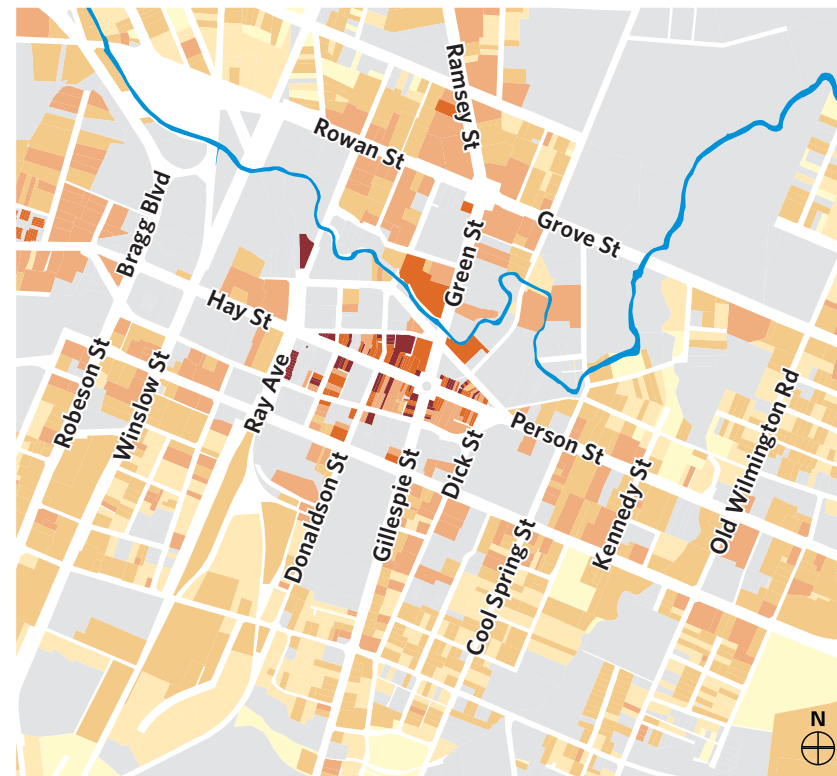 Ramsey St
Rowan St
Bragg Blvd
Grove St
Green St
Hay St
Robeson St
Winslow St
Ray Ave
Person St
Dick St
Old Wilmington Rd
Donaldson St
Gillespie St
Kennedy St
Cool Spring St
N